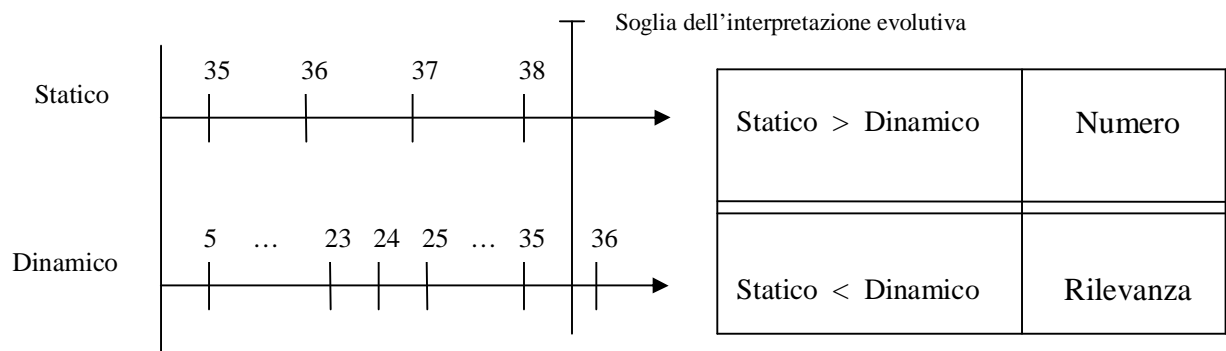 Soglia dell’interpretazione evolutiva
35 36 37 38
Statico
Statico > Dinamico Numero
5 … 23 24 25 … 35 36
Dinamico
Statico < Dinamico Rilevanza